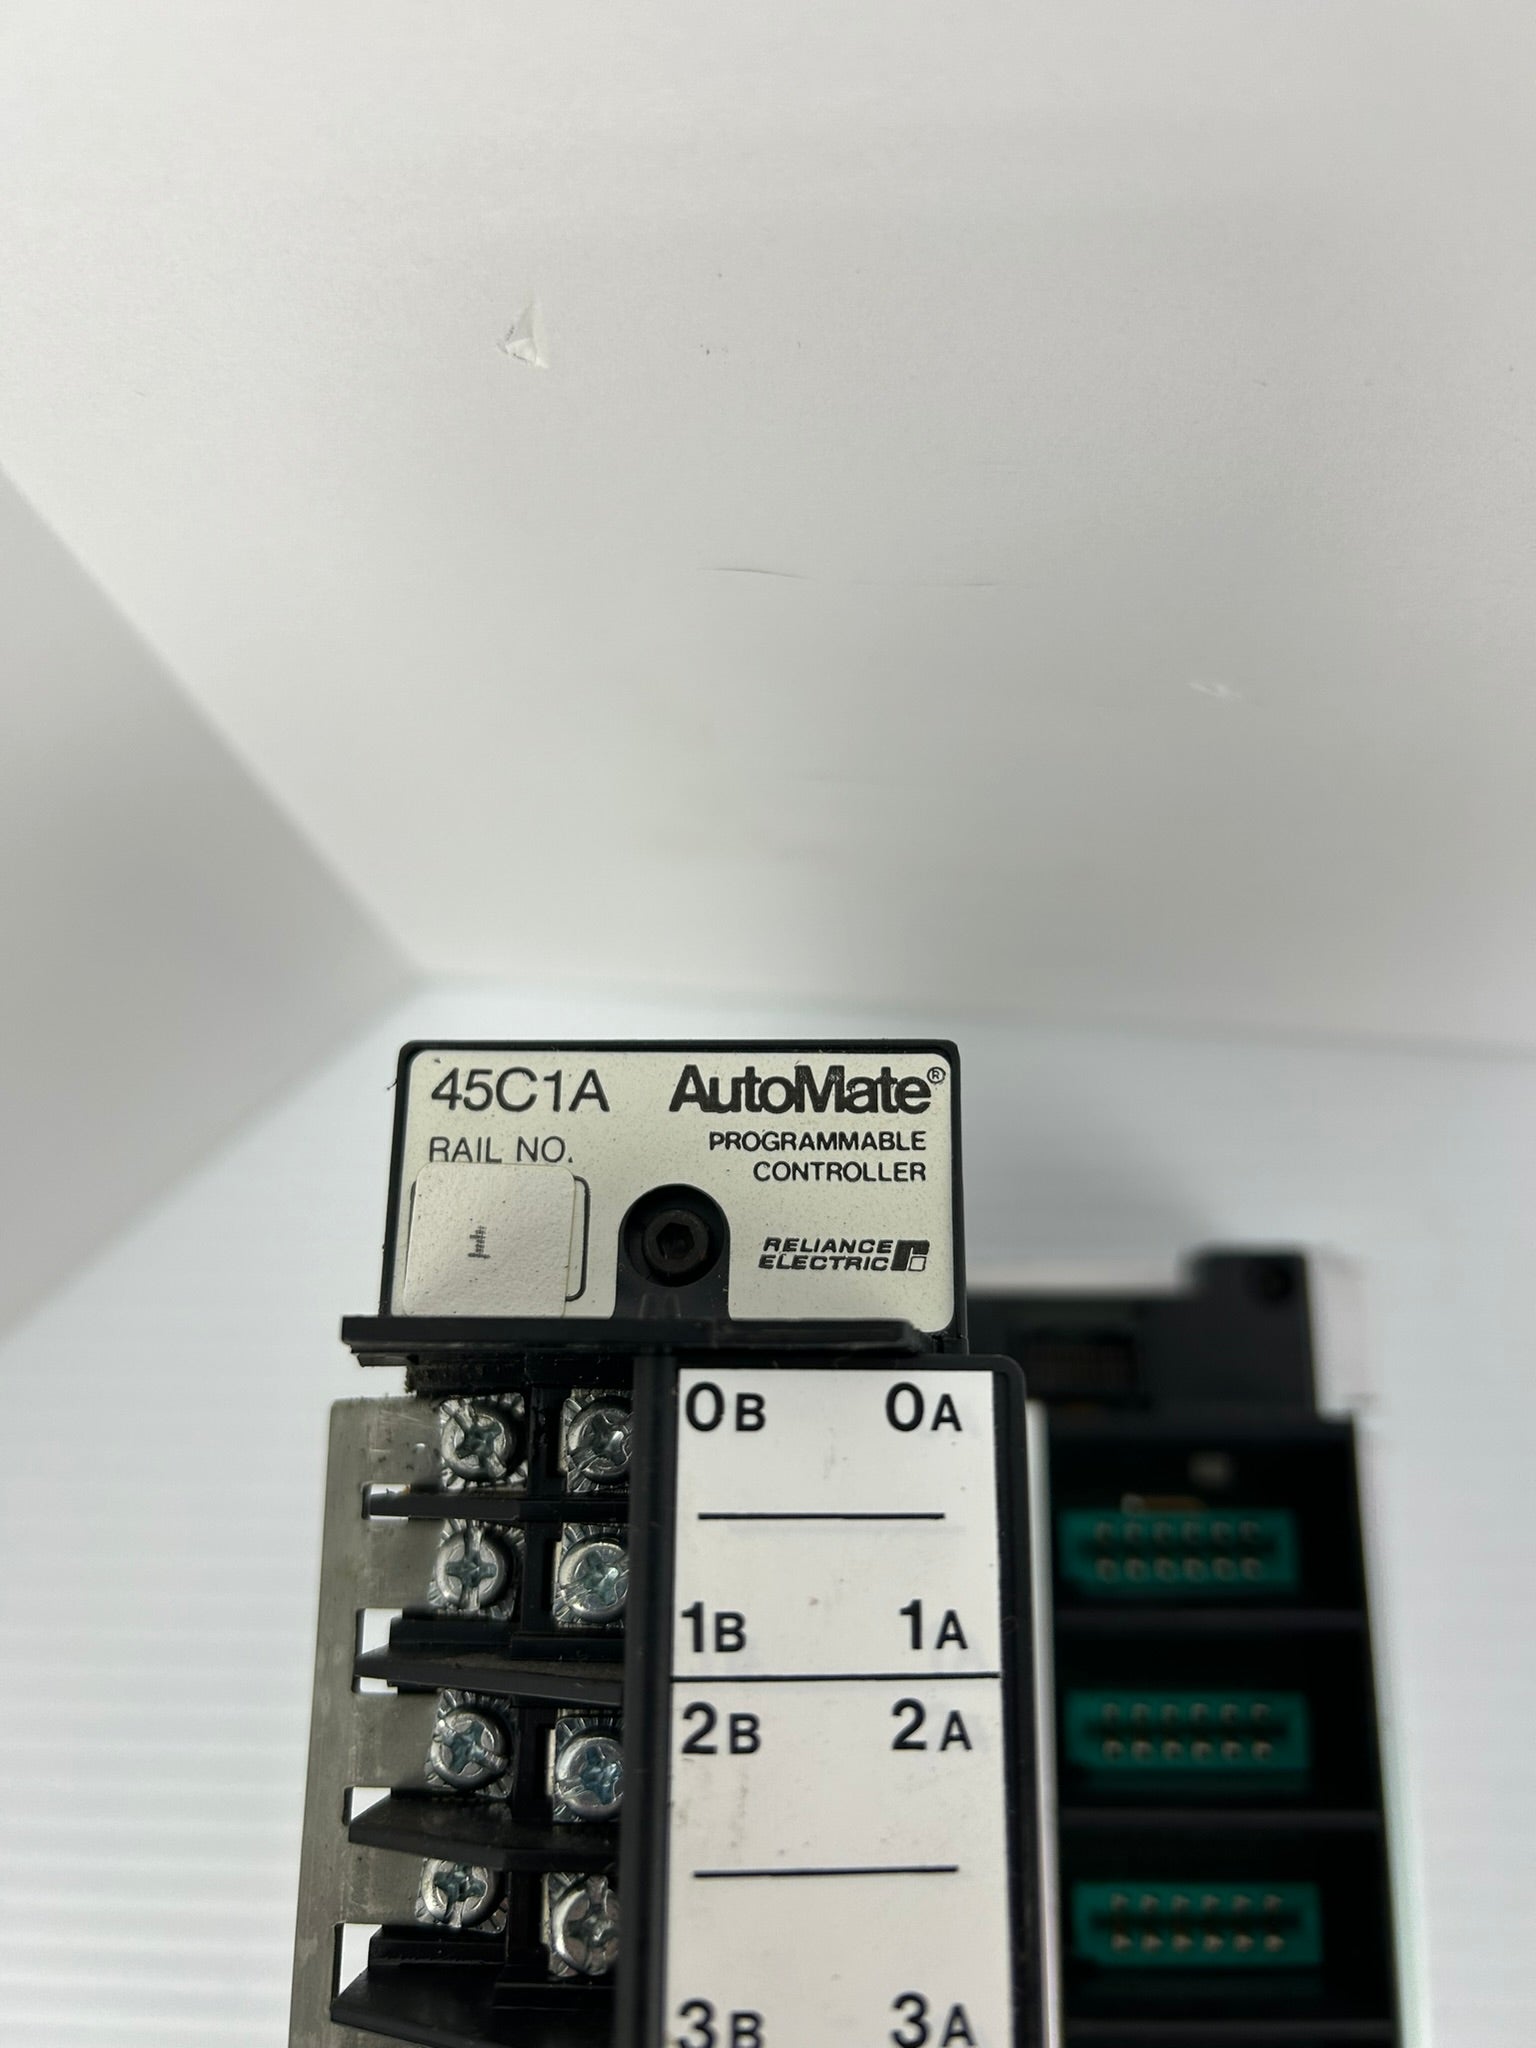 45C1A AutoMate®
RAIL NO. PROGRAMMABLE
CONTROLLER
RELIANCE
ELECTRIC
0B 0A
1B 1A
2B 2A
3B 3A